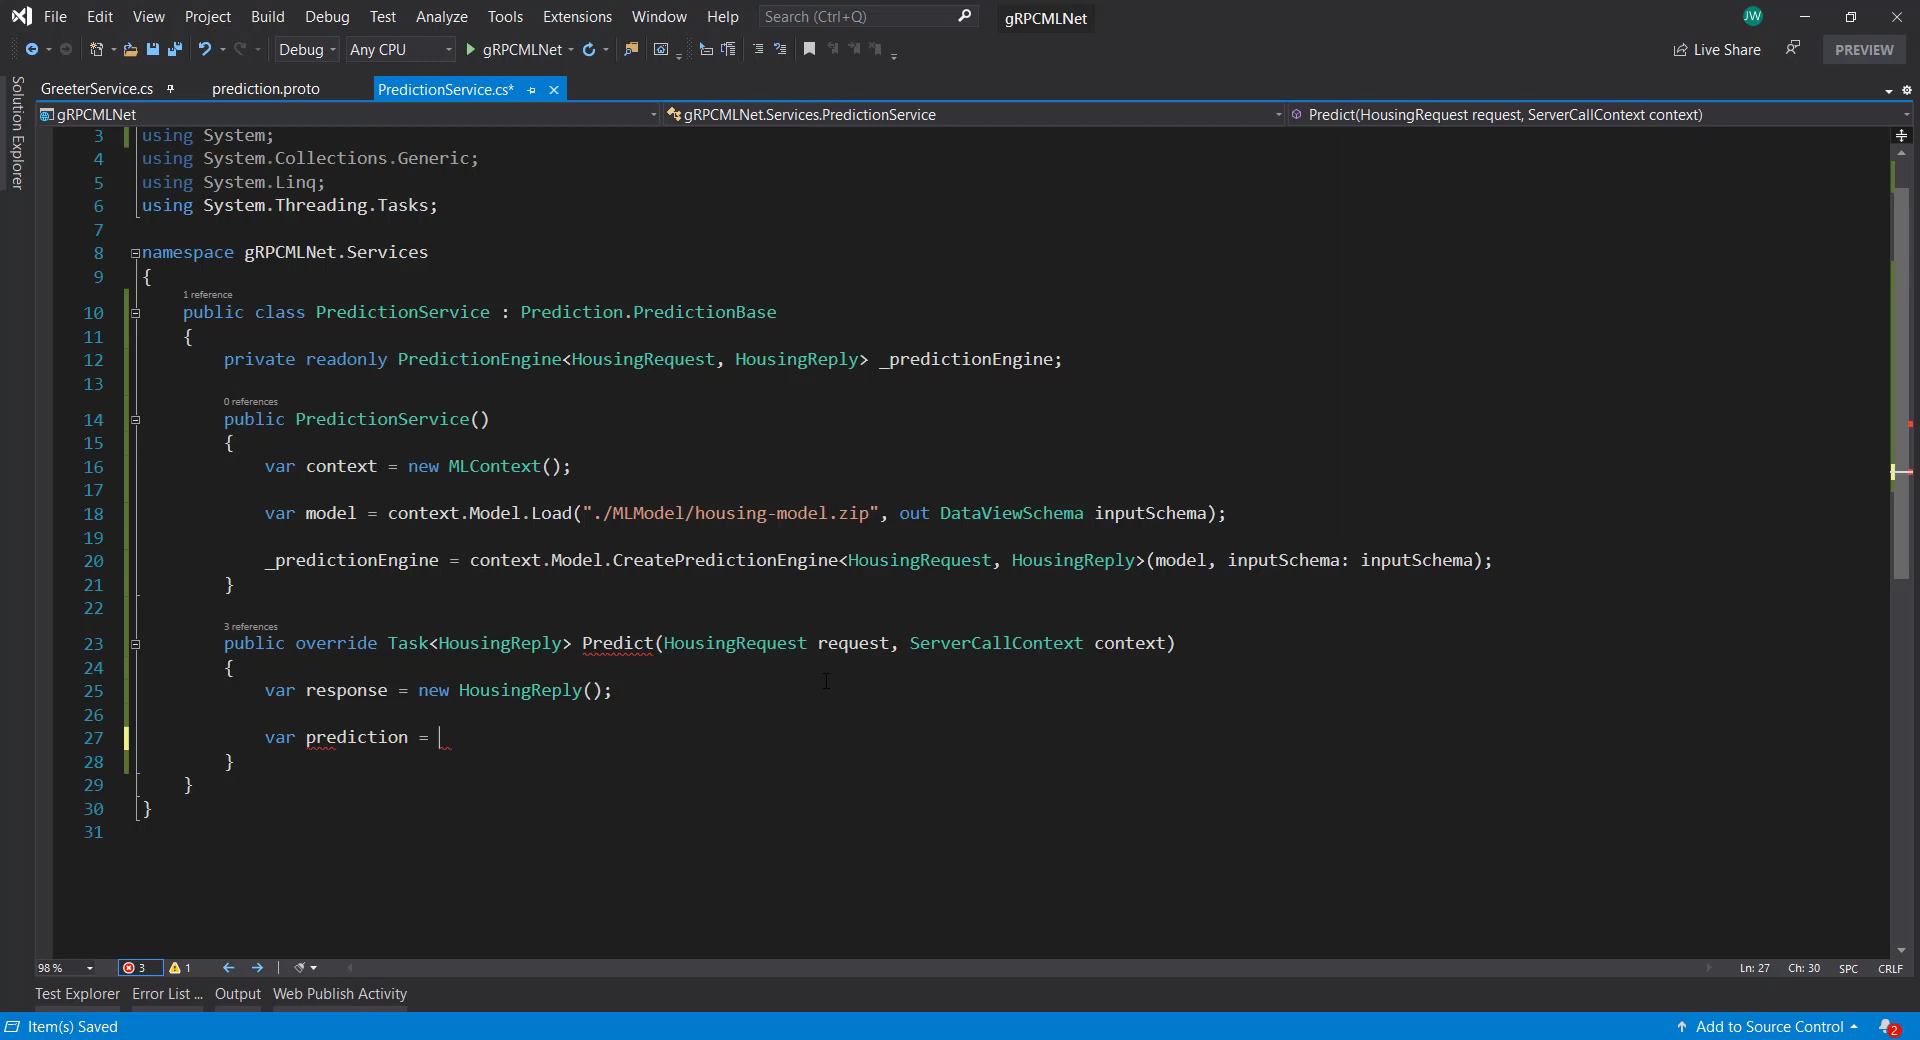 File Edit View Project Build Debug Test Analyze Tools Extensions Window Help Search (Ctrl+Q) gRPCMLNet JW
Debug Any CPU gRPCMLNet Live Share PREVIEW
GreeterService.cs prediction.proto PredictionService.cs*
Solution Explorer
gRPCMLNet gRPCMLNet.Services.PredictionService Predict(HousingRequest request, ServerCallContext context)
3 using System;
4 using System.Collections.Generic;
5 using System.Linq;
6 using System.Threading.Tasks;
7
8 namespace gRPCMLNet.Services
9 {
1 reference
10 public class PredictionService : Prediction.PredictionBase
11 {
12 private readonly PredictionEngine<HousingRequest, HousingReply> _predictionEngine;
13
0 references
14 public PredictionService()
15 {
16 var context = new MLContext();
17
18 var model = context.Model.Load("./MLModel/housing-model.zip", out DataViewSchema inputSchema);
19
20 _predictionEngine = context.Model.CreatePredictionEngine<HousingRequest, HousingReply>(model, inputSchema: inputSchema);
21 }
22
3 references
23 public override Task<HousingReply> Predict(HousingRequest request, ServerCallContext context)
24 {
25 var response = new HousingReply();
26
27 var prediction =
28 }
29 }
30 }
31
98 % 3 1 Ln: 27 Ch: 30 SPC CRLF
Test Explorer Error List ... Output Web Publish Activity
Item(s) Saved Add to Source Control 2